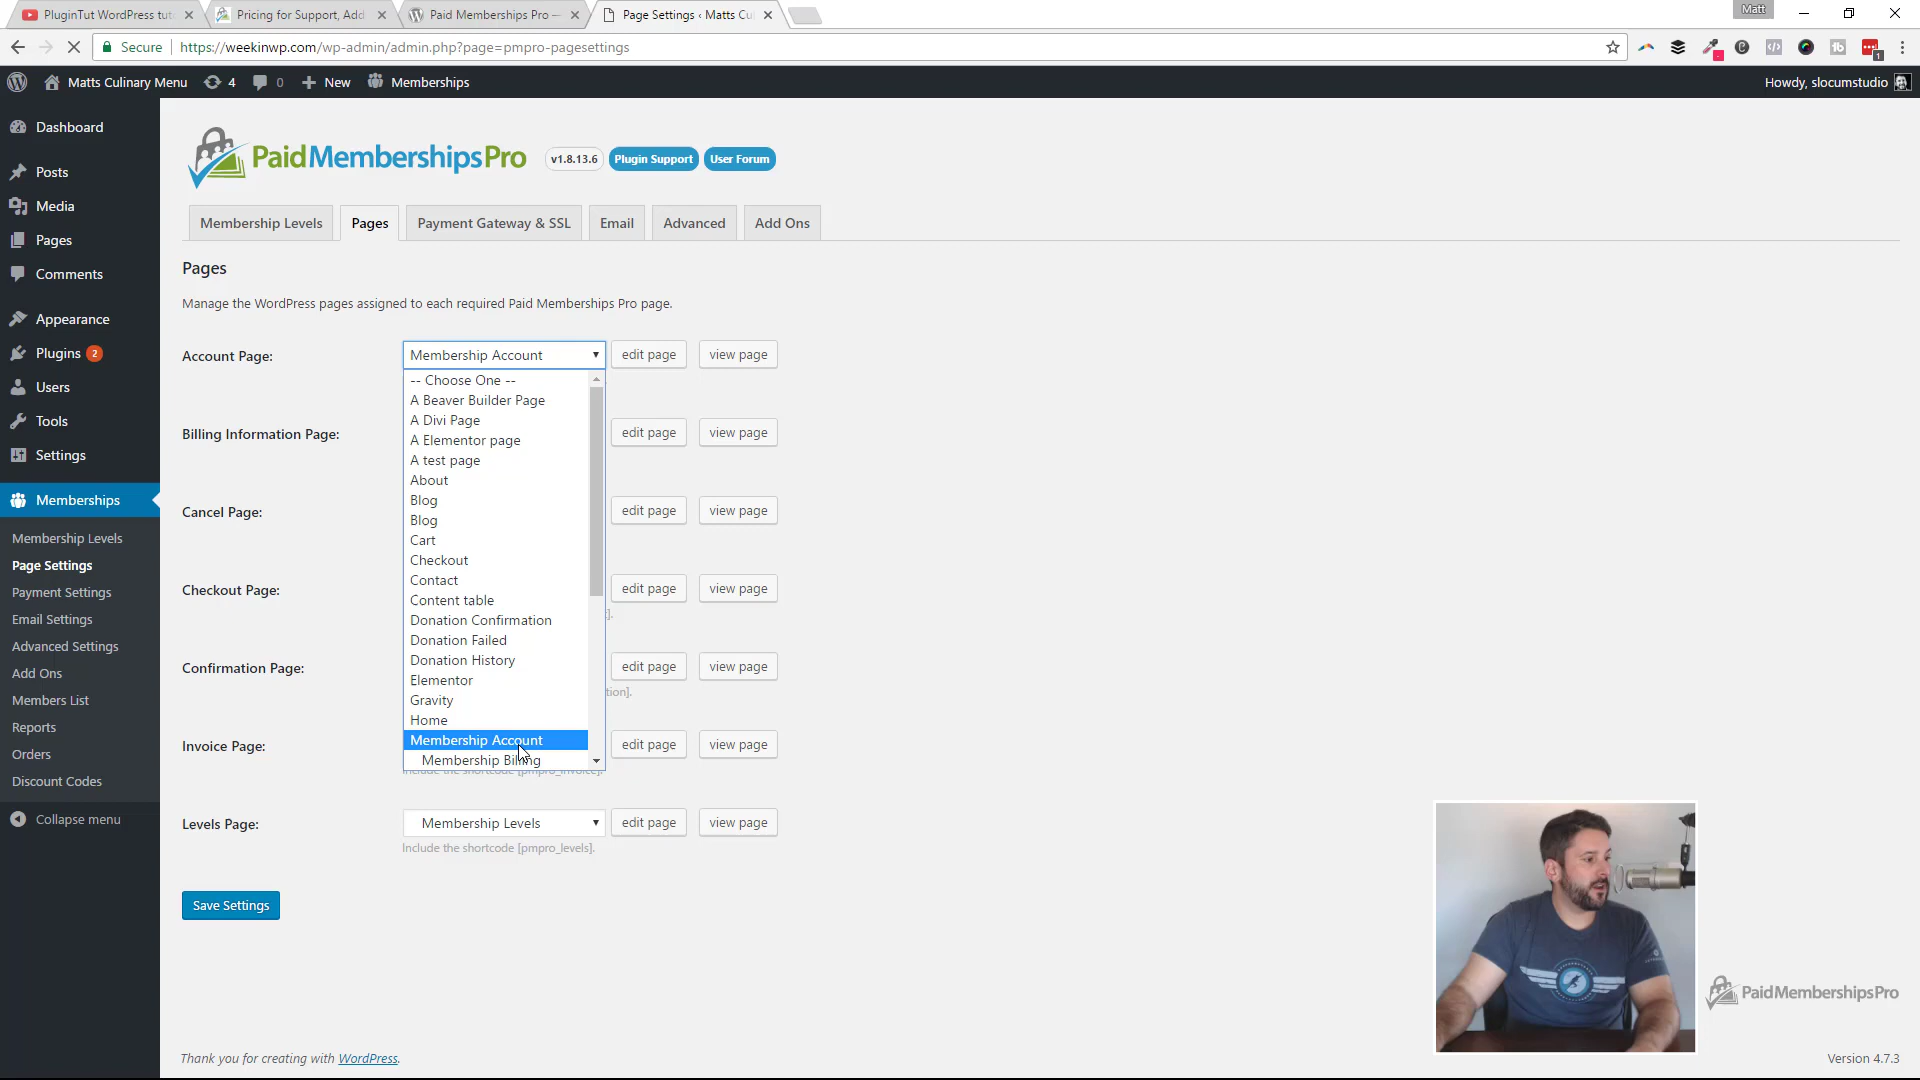 PluginTut WordPress tut
Pricing for Support, Add
Paid Memberships Pro —
Page Settings ‹ Matts Cu
Matt
Secure
https://weekinwp.com/wp-admin/admin.php?page=pmpro-pagesettings
1
Matts Culinary Menu
4
0
New
Memberships
Howdy, slocumstudio
Dashboard
Posts
Media
Pages
Comments
Appearance
Plugins 2
Users
Tools
Settings
Memberships
Membership Levels
Page Settings
Payment Settings
Email Settings
Advanced Settings
Add Ons
Members List
Reports
Orders
Discount Codes
Collapse menu
PaidMembershipsPro
v1.8.13.6
Plugin Support
User Forum
Membership Levels
Pages
Payment Gateway & SSL
Email
Advanced
Add Ons
Pages
Manage the WordPress pages assigned to each required Paid Memberships Pro page.
Account Page:
Membership Account
edit page
view page
-- Choose One --
A Beaver Builder Page
A Divi Page
A Elementor page
A test page
About
Blog
Blog
Cart
Checkout
Contact
Content table
Donation Confirmation
Donation Failed
Donation History
Elementor
Gravity
Home
Membership Account
Membership Billing
Billing Information Page:
edit page
view page
Cancel Page:
edit page
view page
Checkout Page:
edit page
view page
].
Confirmation Page:
edit page
view page
tion].
Invoice Page:
edit page
view page
Include the shortcode [pmpro_invoice].
Levels Page:
Membership Levels
edit page
view page
Include the shortcode [pmpro_levels].
Save Settings
PaidMembershipsPro
Thank you for creating with WordPress.
Version 4.7.3